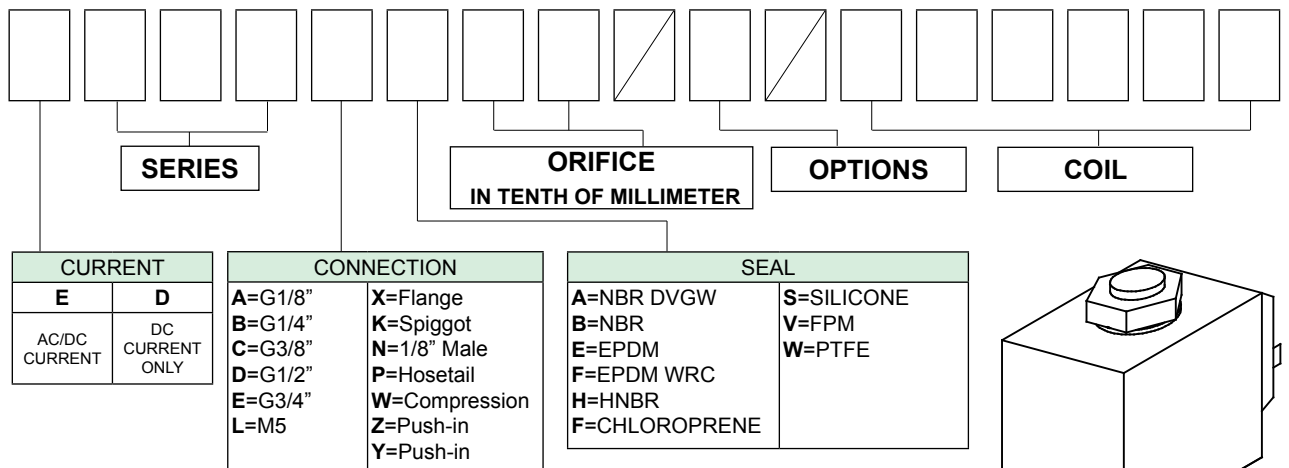 SERIES
ORIFICE
IN TENTH OF MILLIMETER
OPTIONS
COIL
CURRENT
E D
AC/DC CURRENT
DC CURRENT ONLY
CONNECTION
A=G1/8”
B=G1/4”
C=G3/8”
D=G1/2”
E=G3/4”
L=M5
X=Flange
K=Spiggot
N=1/8” Male
P=Hosetail
W=Compression
Z=Push-in
Y=Push-in
SEAL
A=NBR DVGW
B=NBR
E=EPDM
F=EPDM WRC
H=HNBR
F=CHLOROPRENE
S=SILICONE
V=FPM
W=PTFE